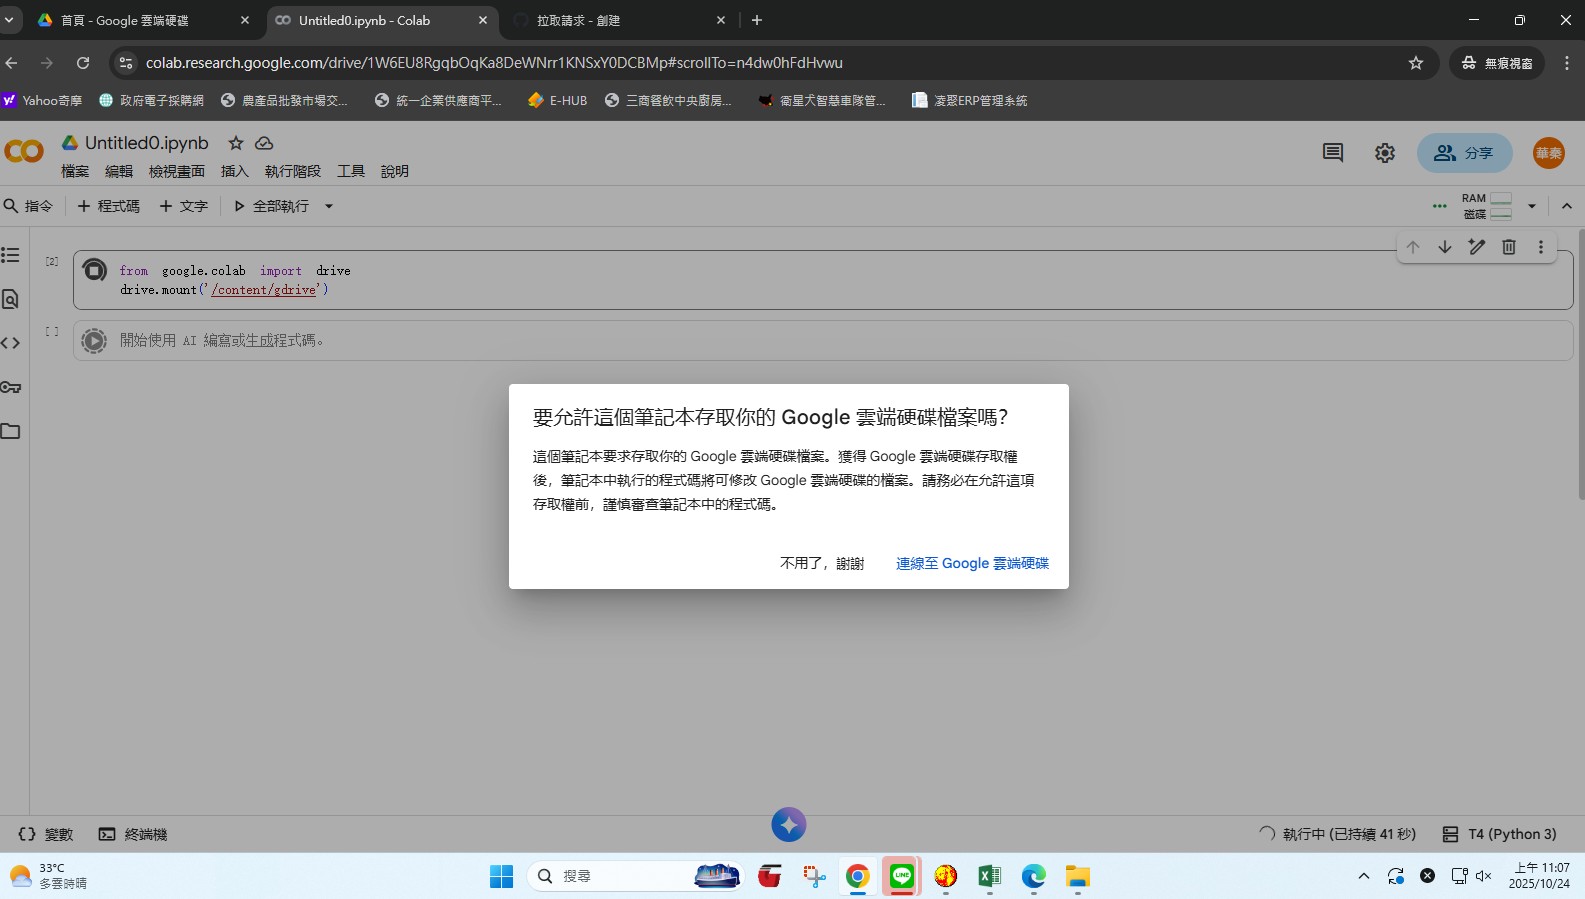 首頁 - Google 雲端硬碟
Untitled0.ipynb - Colab
拉取請求 - 創建
colab.research.google.com/drive/1W6EU8RgqbOqKa8DeWNrr1KNSxY0DCBMp#scrollTo=n4dw0hFdHvwu
無痕視窗
Yahoo奇摩
政府電子採購網
農產品批發市場交...
統一企業供應商平...
E-HUB
三商餐飲中央廚房...
衛星犬智慧車隊管...
凌聚ERP管理系統
Untitled0.ipynb
檔案 編輯 檢視畫面 插入 執行階段 工具 說明
分享
華秦
指令 + 程式碼 + 文字 全部執行
RAM
磁碟
[2]
from google.colab import drive
drive.mount('/content/gdrive')
[ ]
開始使用 AI 編寫或生成程式碼。
要允許這個筆記本存取你的 Google 雲端硬碟檔案嗎?
這個筆記本要求存取你的 Google 雲端硬碟檔案。獲得 Google 雲端硬碟存取權
後，筆記本中執行的程式碼將可修改 Google 雲端硬碟的檔案。請務必在允許這項
存取權前，謹慎審查筆記本中的程式碼。
不用了，謝謝 連線至 Google 雲端硬碟
變數 終端機
執行中 (已持續 41 秒) T4 (Python 3)
33°C
多雲時晴
搜尋
LINE
上午 11:07
2025/10/24